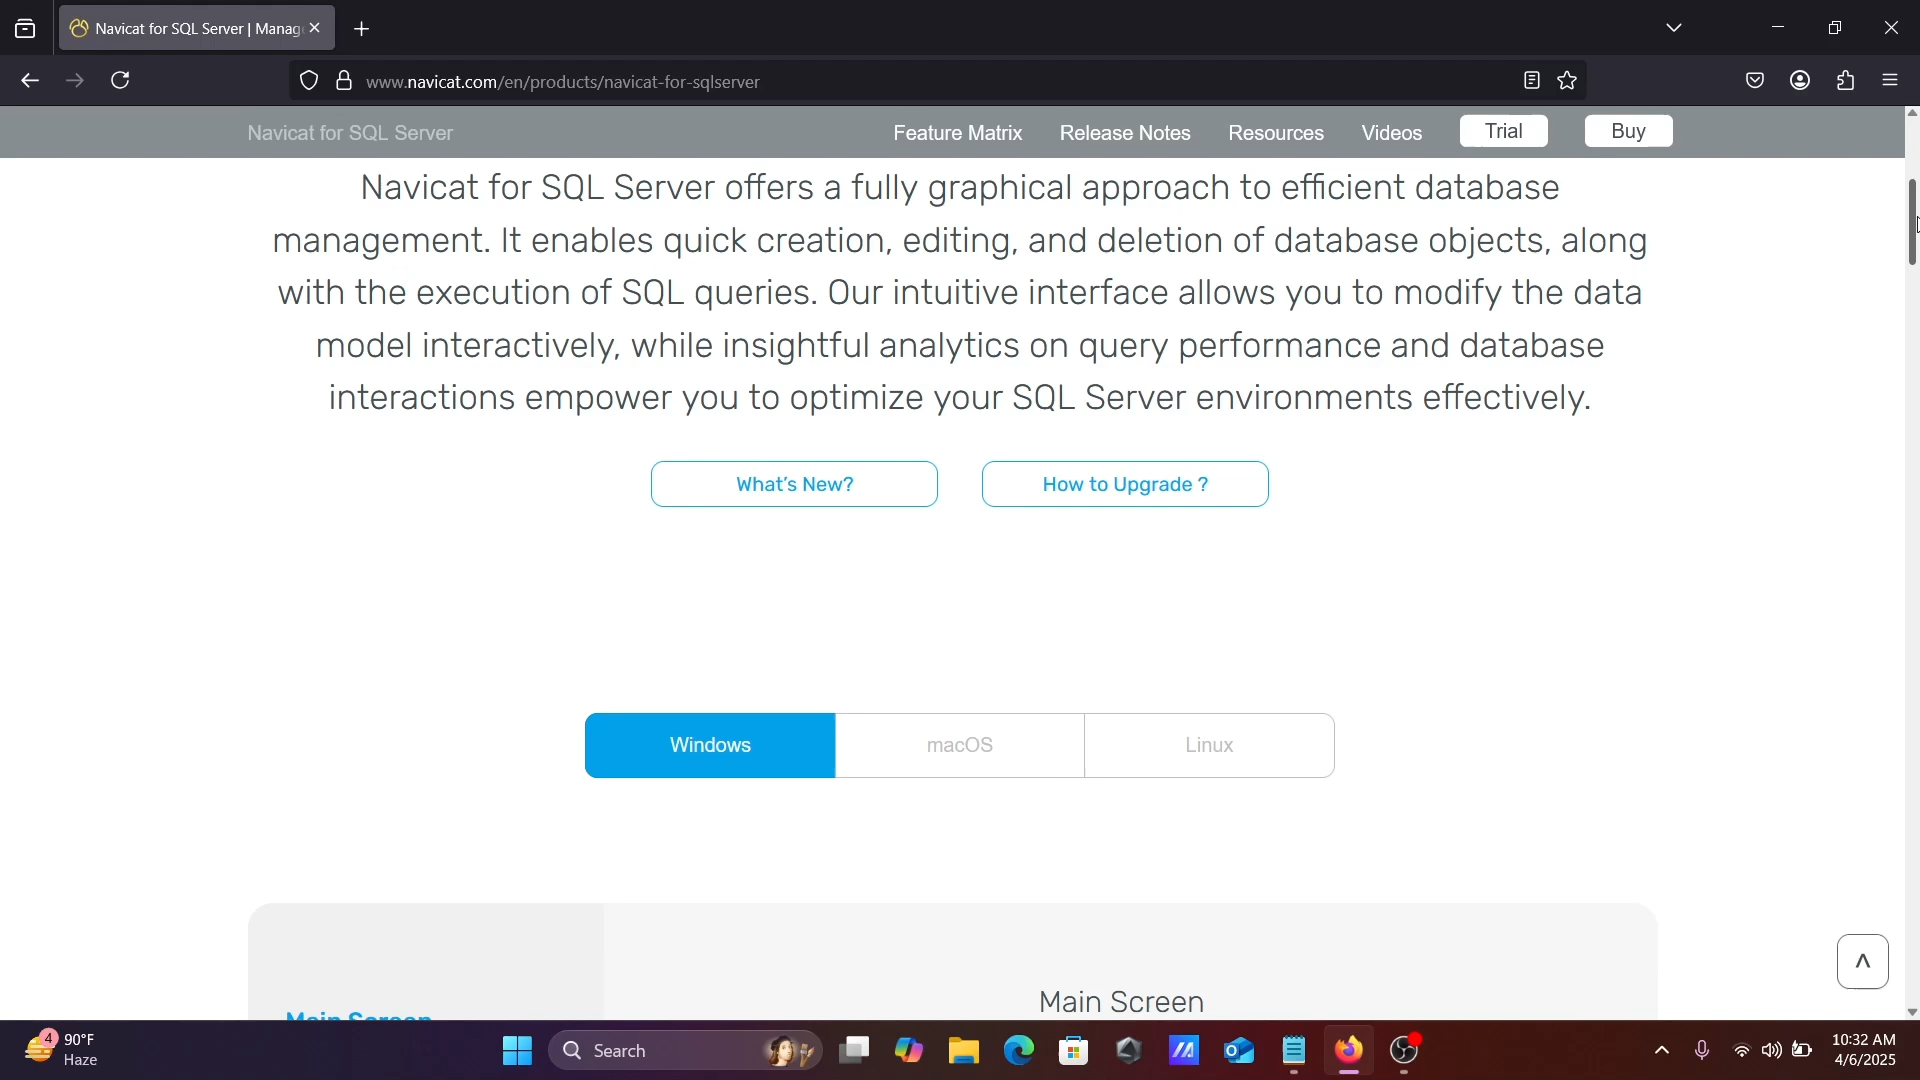 Navicat for SQL Server | Manag
www.navicat.com/en/products/navicat-for-sqlserver
Navicat for SQL Server
Feature Matrix
Release Notes
Resources
Videos
Trial
Buy
Navicat for SQL Server offers a fully graphical approach to efficient database
management. It enables quick creation, editing, and deletion of database objects, along
with the execution of SQL queries. Our intuitive interface allows you to modify the data
model interactively, while insightful analytics on query performance and database
interactions empower you to optimize your SQL Server environments effectively.
What's New?
How to Upgrade ?
Windows
macOS
Linux
Main Screen
Main Screen
4
90°F
Haze
Search
10:32 AM
4/6/2025